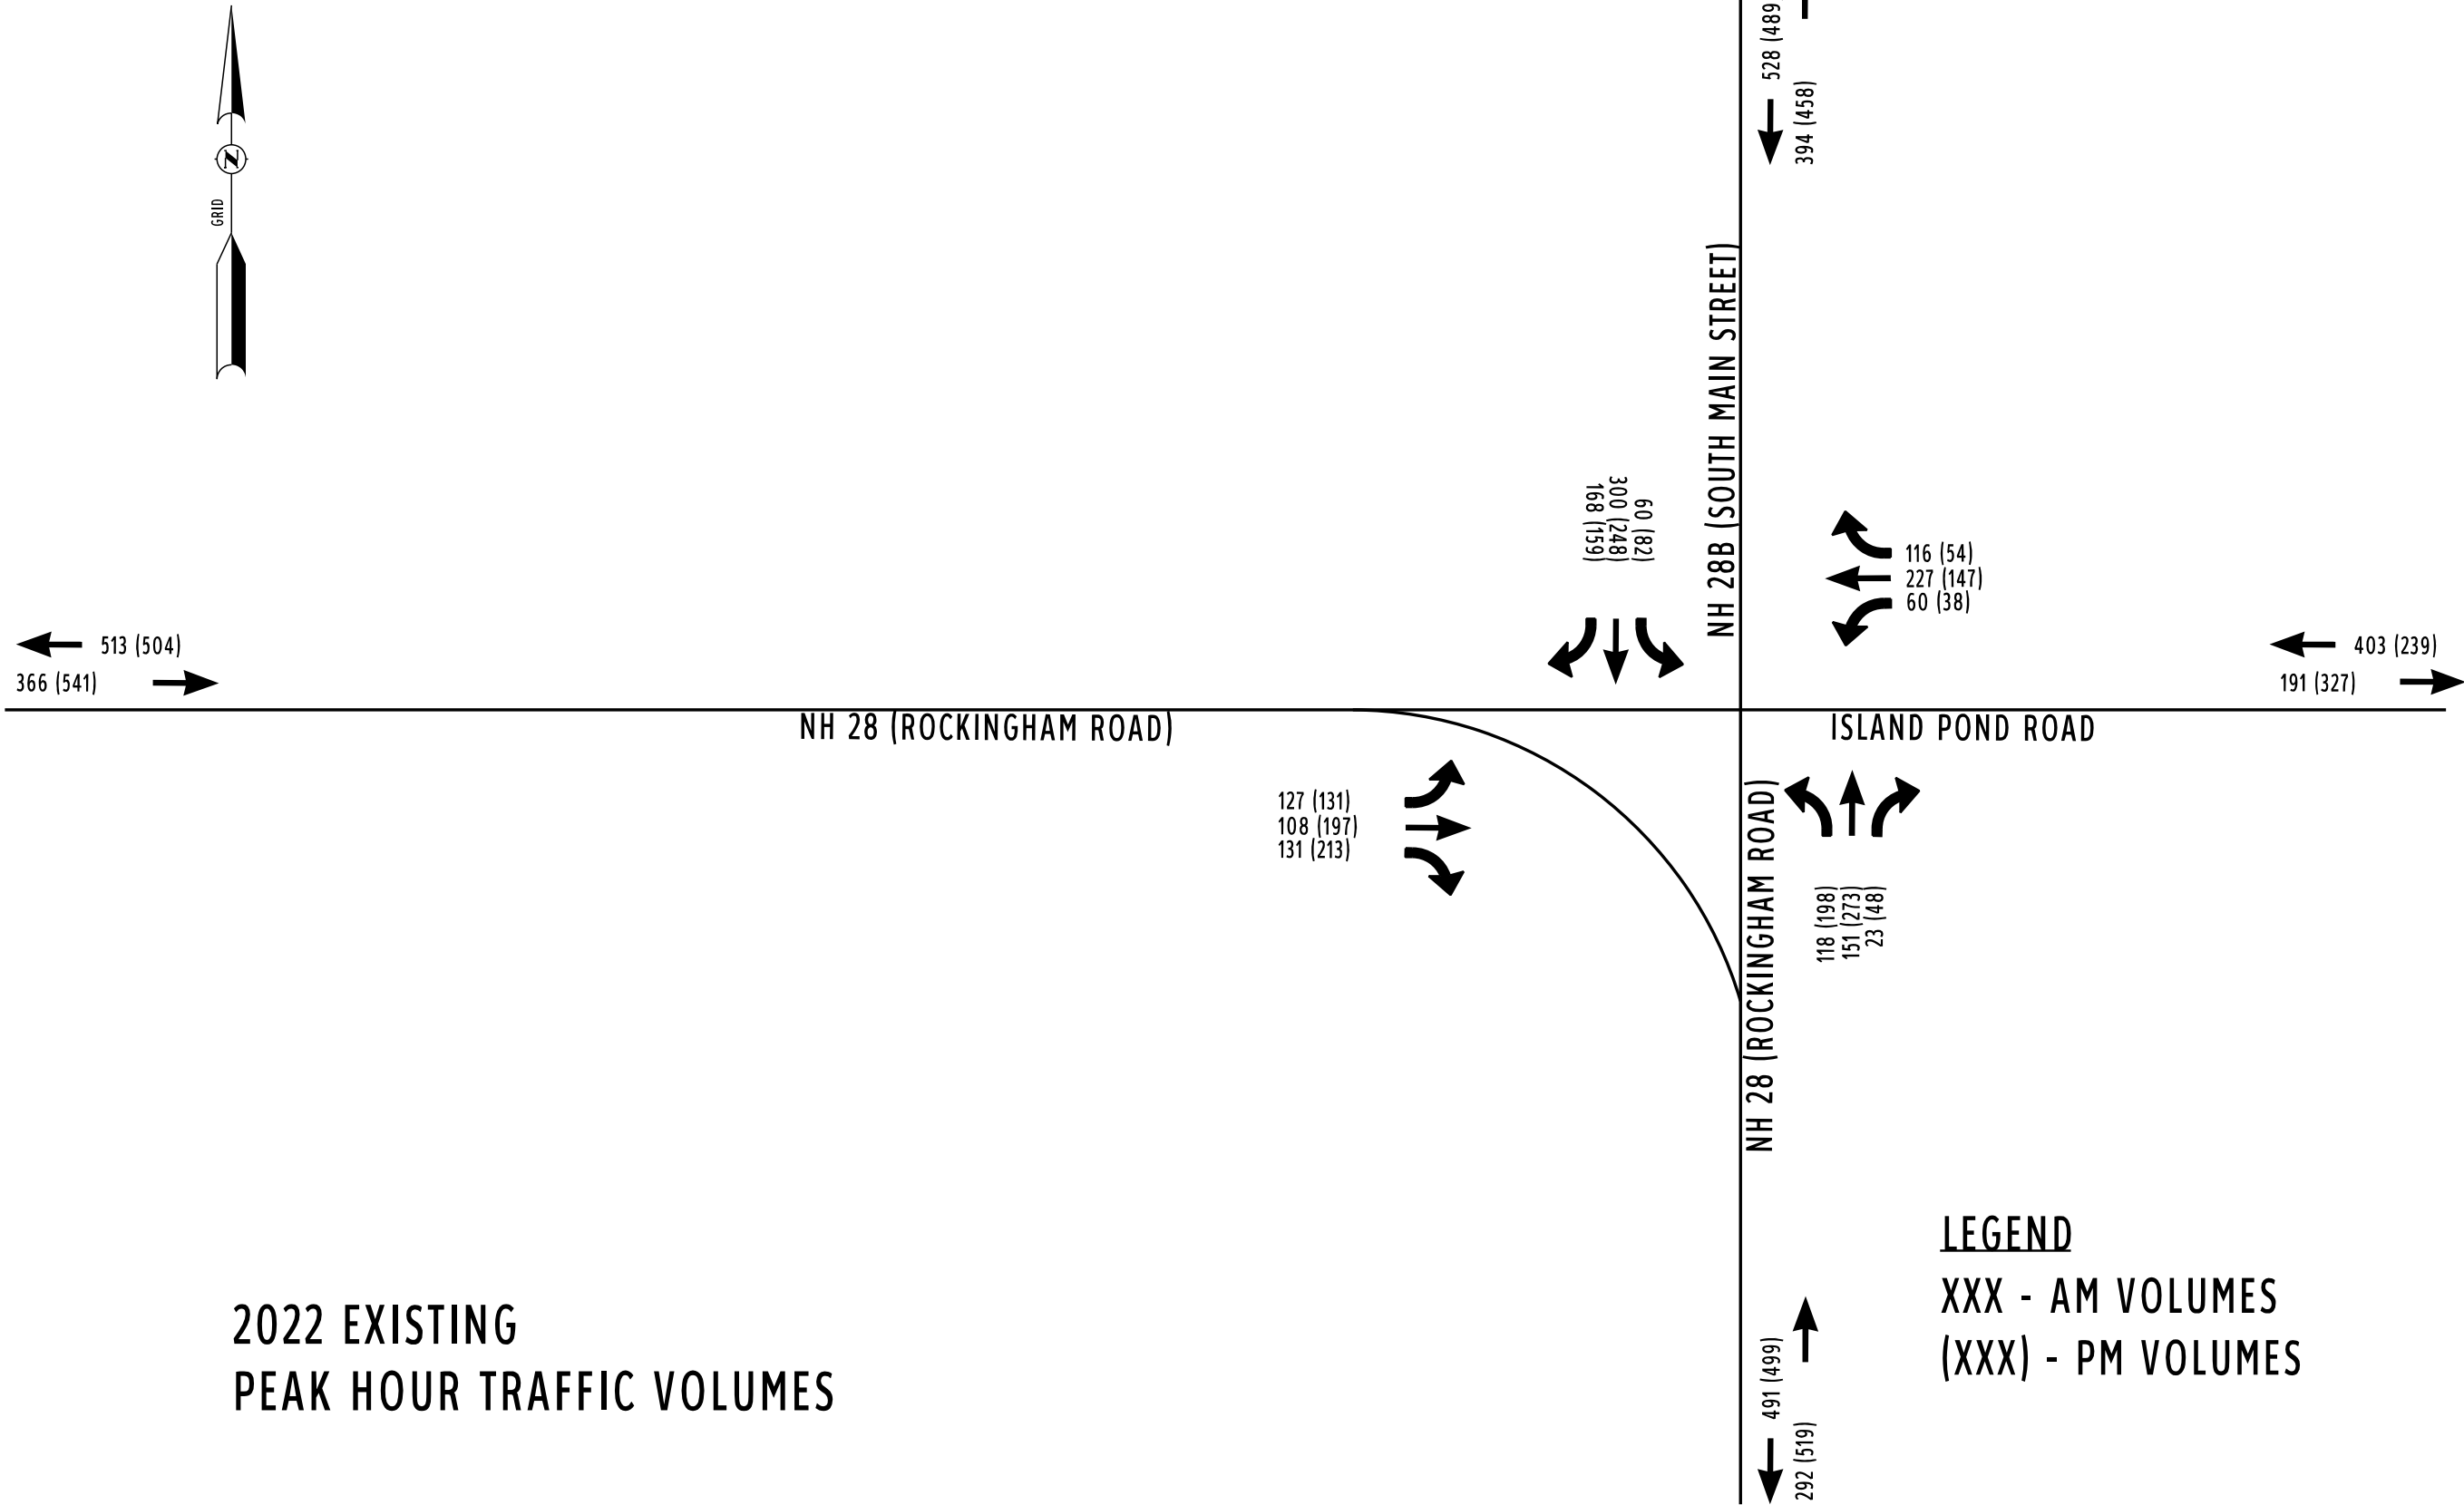 528 (489
394 (458)
GRID
N
NH 28B (SOUTH MAIN STREET)
168 (159)
300 (248)
60 (82)
116 (54)
227 (147)
60 (38)
513 (504)
366 (541)
403 (239)
191 (327)
NH 28 (ROCKINGHAM ROAD)
ISLAND POND ROAD
127 (131)
108 (197)
131 (213)
NH 28 (ROCKINGHAM ROAD)
118 (198)
151 (273)
23 (48)
491 (499)
292 (519)
LEGEND
XXX - AM VOLUMES
(XXX) - PM VOLUMES
2022 EXISTING
PEAK HOUR TRAFFIC VOLUMES